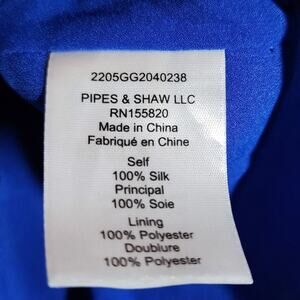 2205GG2040238
PIPES & SHAW LLC
RN155820
Made in China
Fabriqué en Chine
Self
100% Silk
Principal
100% Soie
Lining
100% Polyester
Doublure
100% Polyester